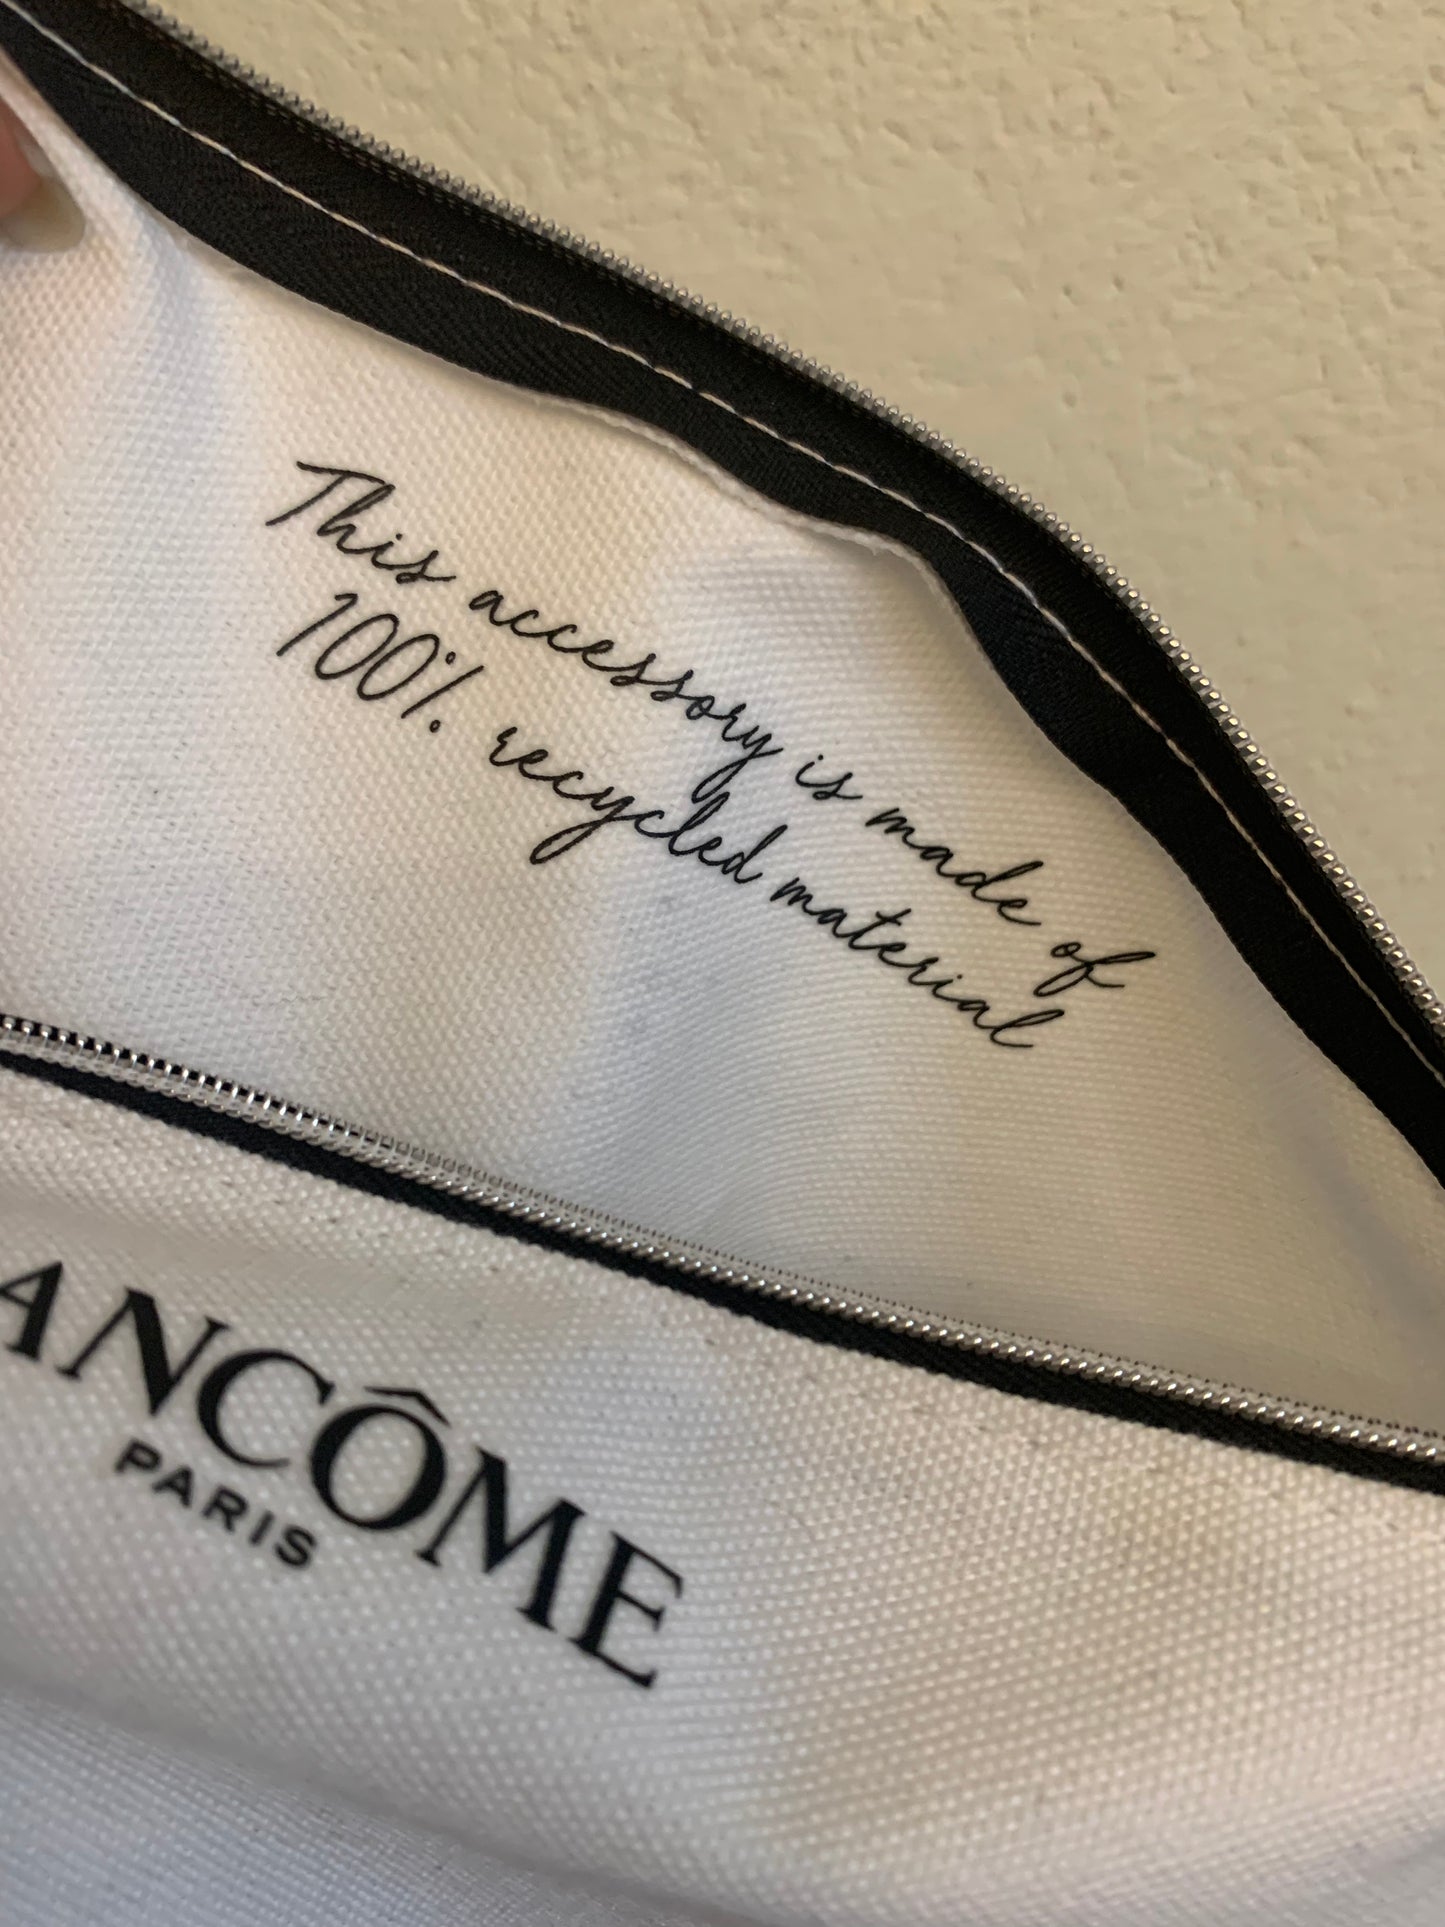 This accessory is made of
100% recycled material
ANCÔME
PARIS